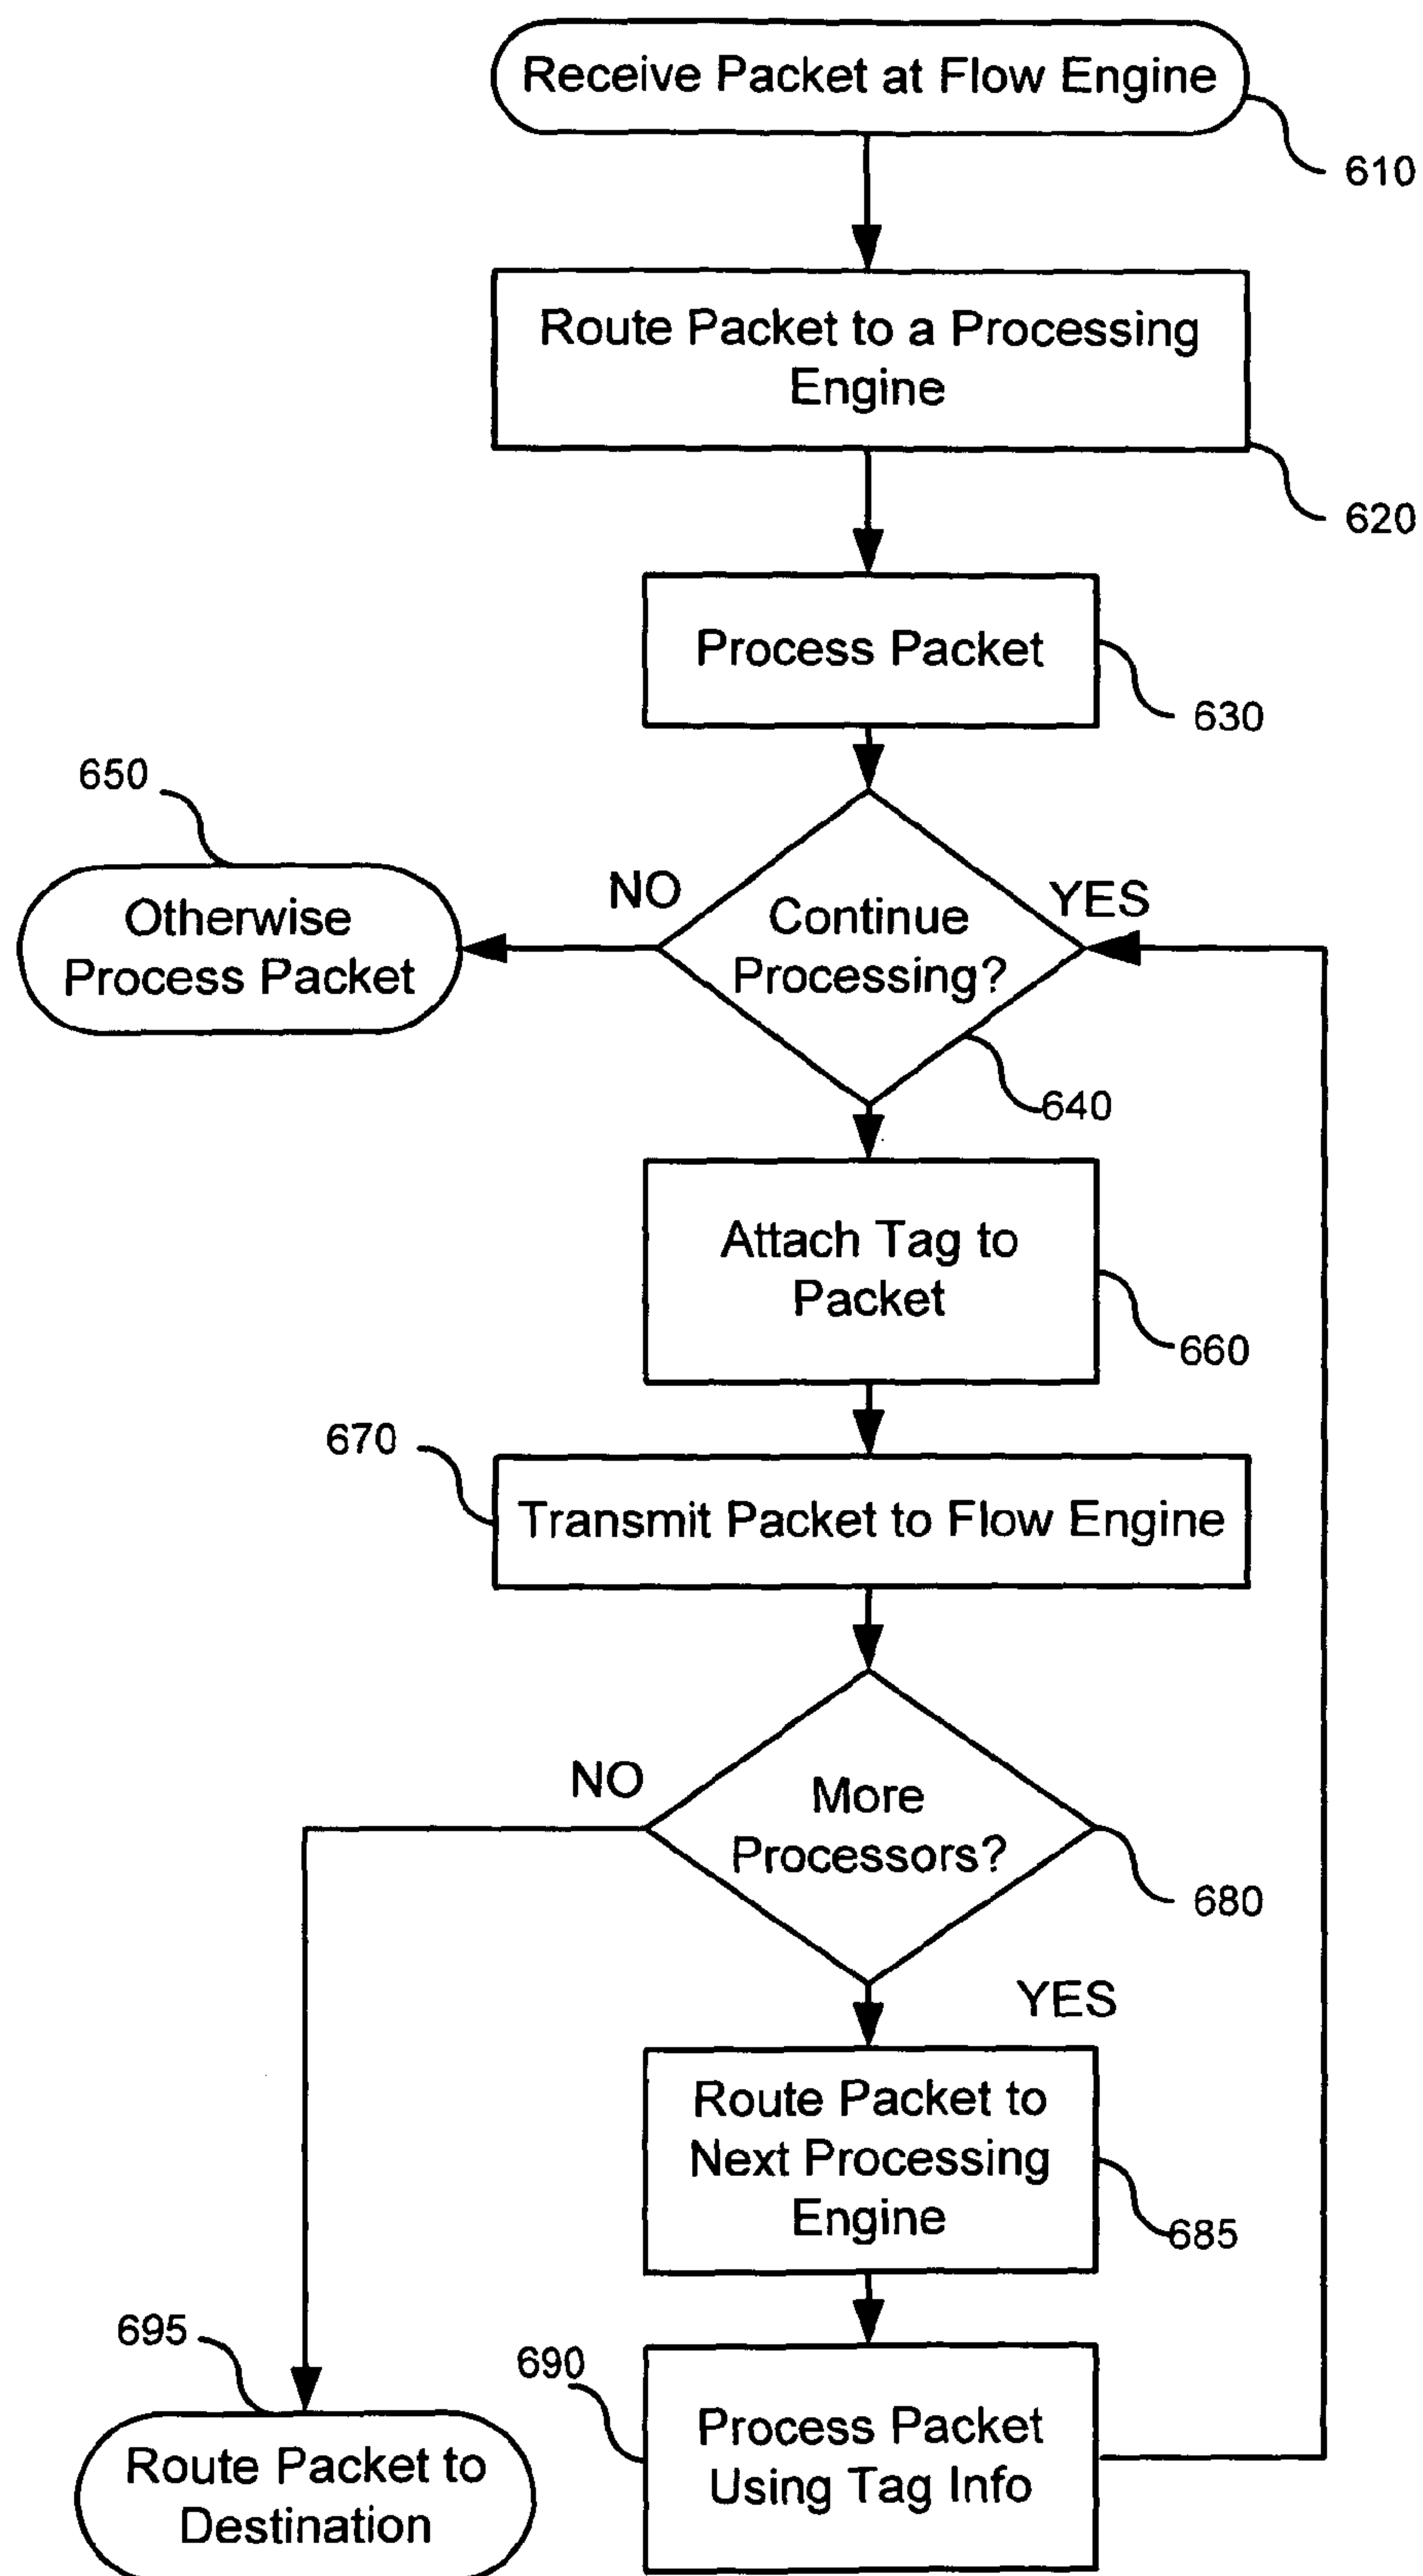 Receive Packet at Flow Engine
610
Route Packet to a Processing
Engine
620
Process Packet
630
650
Otherwise
Process Packet
NO
Continue
Processing?
YES
640
Attach Tag to
Packet
660
670
Transmit Packet to Flow Engine
NO
More
Processors?
680
YES
Route Packet to
Next Processing
Engine
685
695
Route Packet to
Destination
690
Process Packet
Using Tag Info